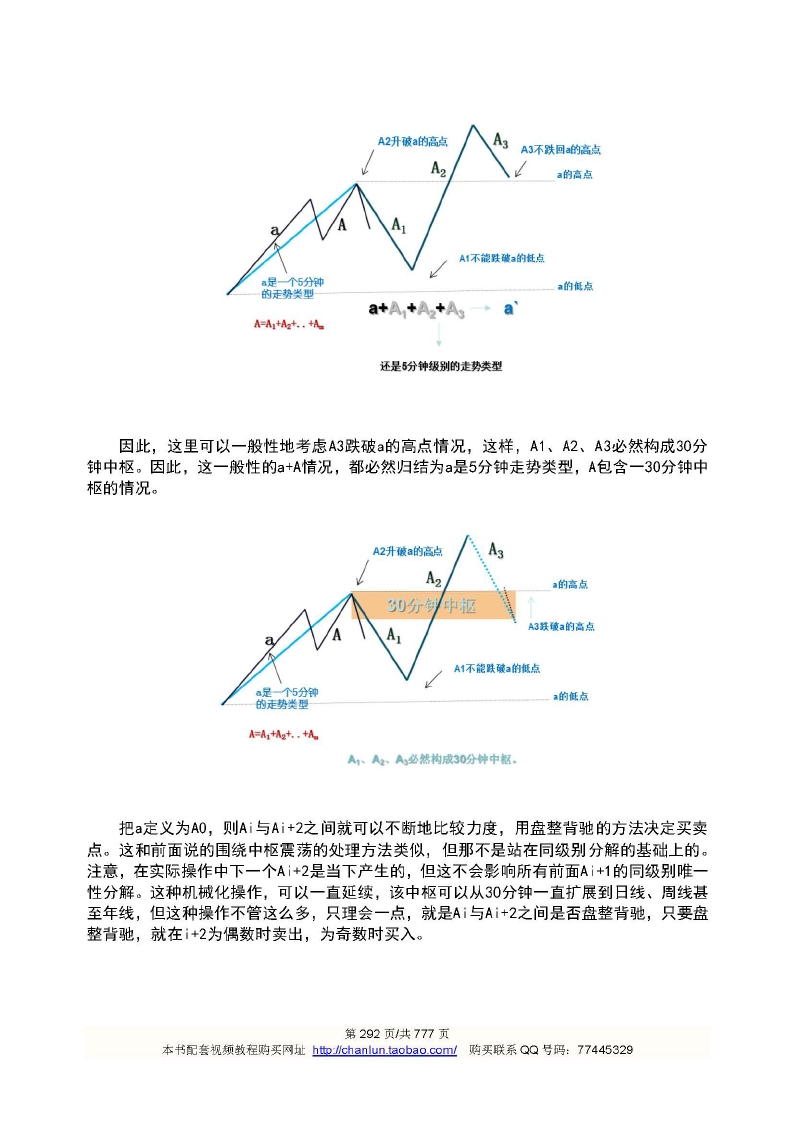 A2升破a的高点
A3
A3不跌回a的高点
A2
a的高点
a
A
A1
A1不能跌破a的低点
a是一个5分钟
的走势类型
a的低点
a+A1+A2+A3 → a`
A=A1+A2+..+Am
还是5分钟级别的走势类型
因此，这里可以一般性地考虑A3跌破a的高点情况，这样，A1、A2、A3必然构成30分
钟中枢。因此，这一般性的a+A情况，都必然归结为a是5分钟走势类型，A包含一30分钟中
枢的情况。
A2升破a的高点
A3
A2
a的高点
30分钟中枢
A3跌破a的高点
a
A
A1
A1不能跌破a的低点
a是一个5分钟
的走势类型
a的低点
A=A1+A2+..+Am
A1、A2、A3必然构成30分钟中枢。
把a定义为A0，则Ai与Ai+2之间就可以不断地比较力度，用盘整背驰的方法决定买卖
点。这和前面说的围绕中枢震荡的处理方法类似，但那不是站在同级别分解的基础上的。
注意，在实际操作中下一个Ai+2是当下产生的，但这不会影响所有前面Ai+1的同级别唯一
性分解。这种机械化操作，可以一直延续，该中枢可以从30分钟一直扩展到日线、周线甚
至年线，但这种操作不管这么多，只理会一点，就是Ai与Ai+2之间是否盘整背驰，只要盘
整背驰，就在i+2为偶数时卖出，为奇数时买入。
第 292 页/共 777 页
本书配套视频教程购买网址 http://chanlun.taobao.com/ 购买联系 QQ 号码：77445329